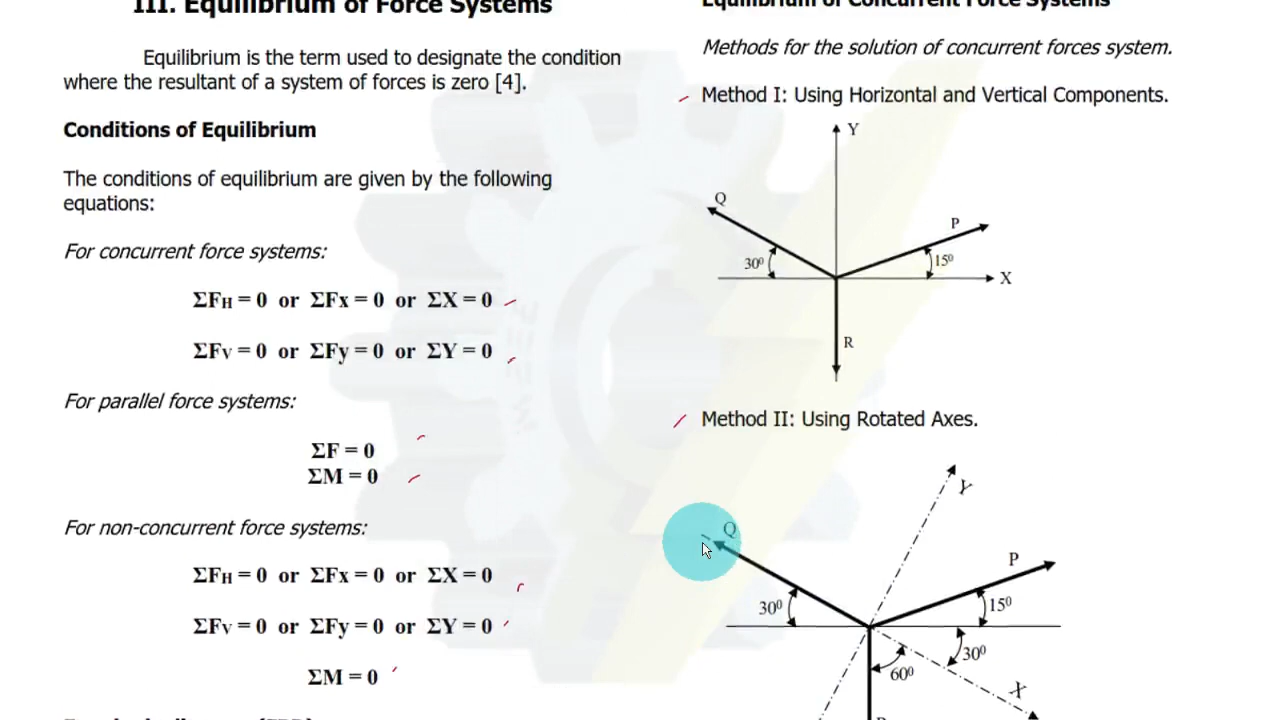 III. Equilibrium of Force Systems
Equilibrium is the term used to designate the condition
where the resultant of a system of forces is zero [4].
Conditions of Equilibrium
The conditions of equilibrium are given by the following
equations:
For concurrent force systems:
ΣFH = 0 or ΣFx = 0 or ΣX = 0
ΣFv = 0 or ΣFy = 0 or ΣY = 0
For parallel force systems:
ΣF = 0
ΣM = 0
For non-concurrent force systems:
ΣFH = 0 or ΣFx = 0 or ΣX = 0
ΣFv = 0 or ΣFy = 0 or ΣY = 0
ΣM = 0
Equilibrium of Concurrent Force Systems
Methods for the solution of concurrent forces system.
Method I: Using Horizontal and Vertical Components.
Y
Q
P
30⁰
15⁰
X
R
Method II: Using Rotated Axes.
Y
Q
P
30⁰
15⁰
30⁰
60⁰
X